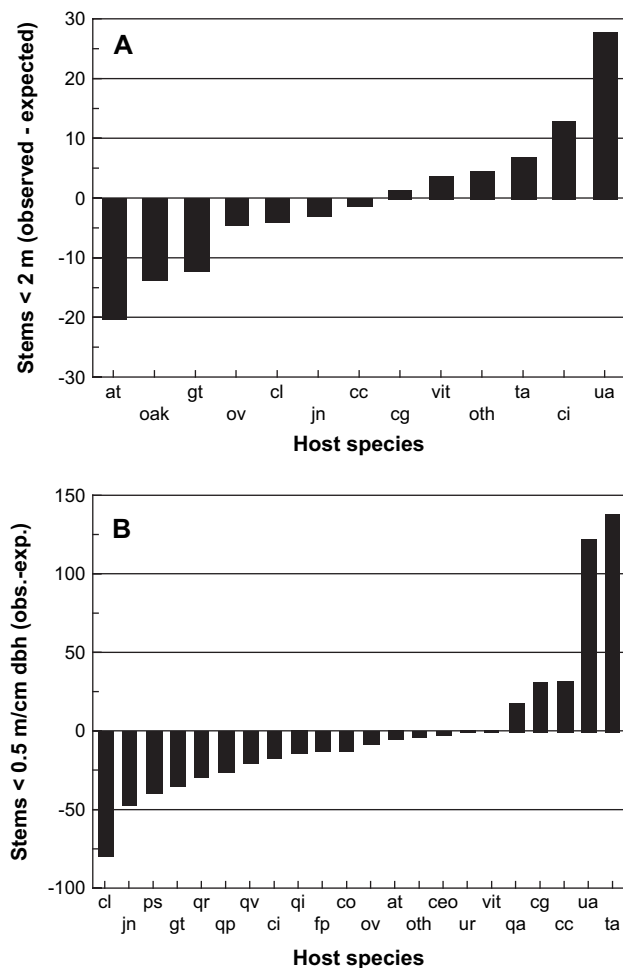 A
Stems < 2 m (observed - expected)
30
20
10
0
-10
-20
-30
at gt cl cc vit ta ua
oak ov jn cg oth ci
Host species
B
Stems < 0.5 m/cm dbh (obs.-exp.)
150
100
50
0
-50
-100
cl ps qr qv qi co at ceo vit cg ua
jn gt qp ci fp ov oth ur qa cc ta
Host species